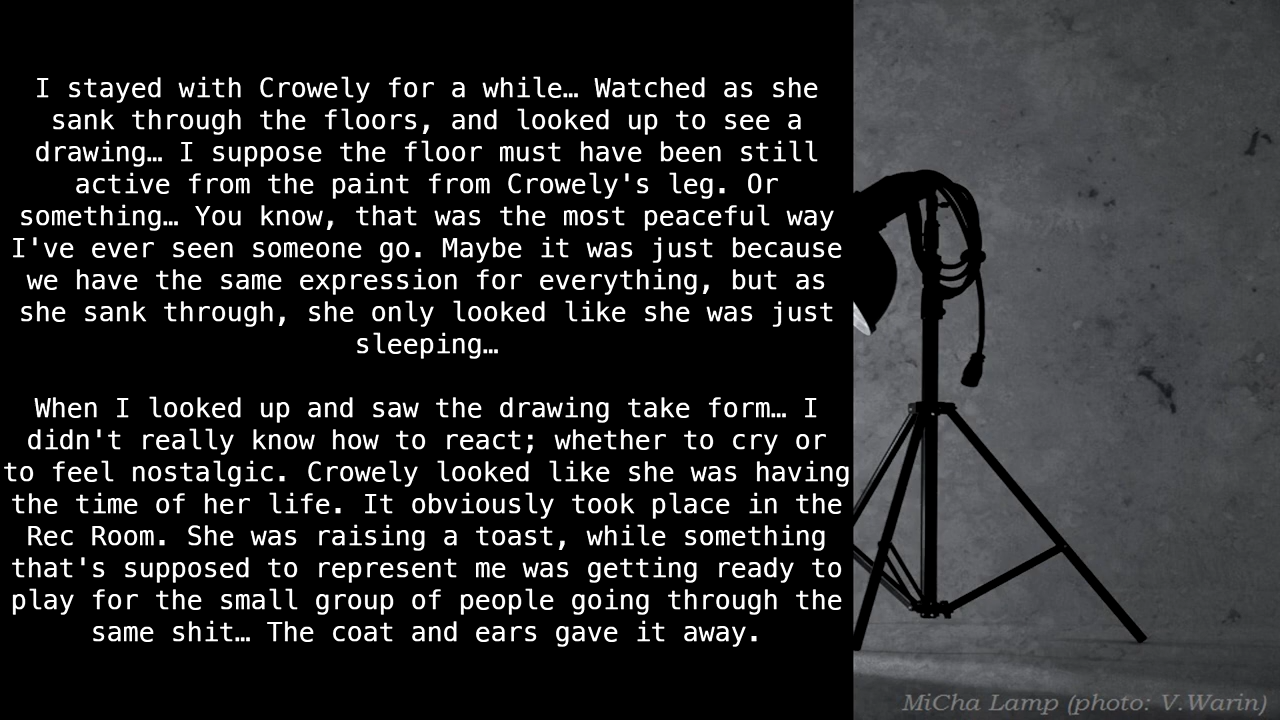 I stayed with Crowely for a while… Watched as she
sank through the floors, and looked up to see a
drawing… I suppose the floor must have been still
active from the paint from Crowely's leg. Or
something… You know, that was the most peaceful way
I've ever seen someone go. Maybe it was just because
we have the same expression for everything, but as
she sank through, she only looked like she was just
sleeping…
When I looked up and saw the drawing take form… I
didn't really know how to react; whether to cry or
to feel nostalgic. Crowely looked like she was having
the time of her life. It obviously took place in the
Rec Room. She was raising a toast, while something
that's supposed to represent me was getting ready to
play for the small group of people going through the
same shit… The coat and ears gave it away.
MiCha Lamp (photo: V.Warin)